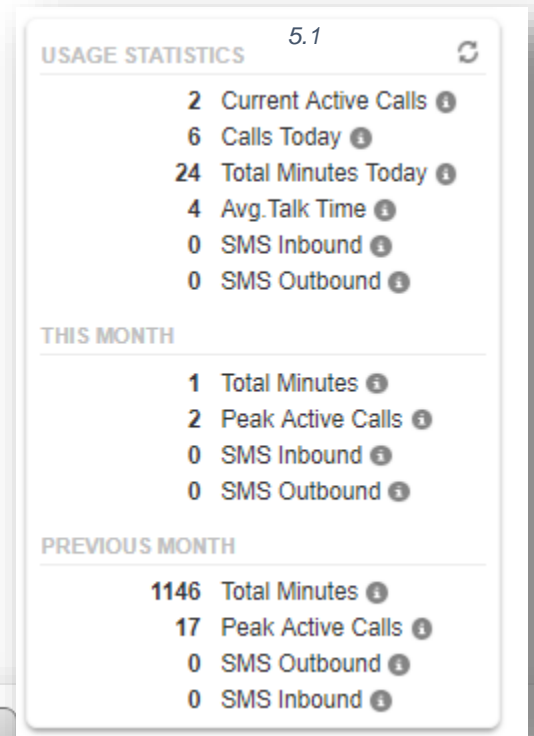 5.1
USAGE STATISTICS
2 Current Active Calls
6 Calls Today
24 Total Minutes Today
4 Avg.Talk Time
0 SMS Inbound
0 SMS Outbound
THIS MONTH
1 Total Minutes
2 Peak Active Calls
0 SMS Inbound
0 SMS Outbound
PREVIOUS MONTH
1146 Total Minutes
17 Peak Active Calls
0 SMS Outbound
0 SMS Inbound